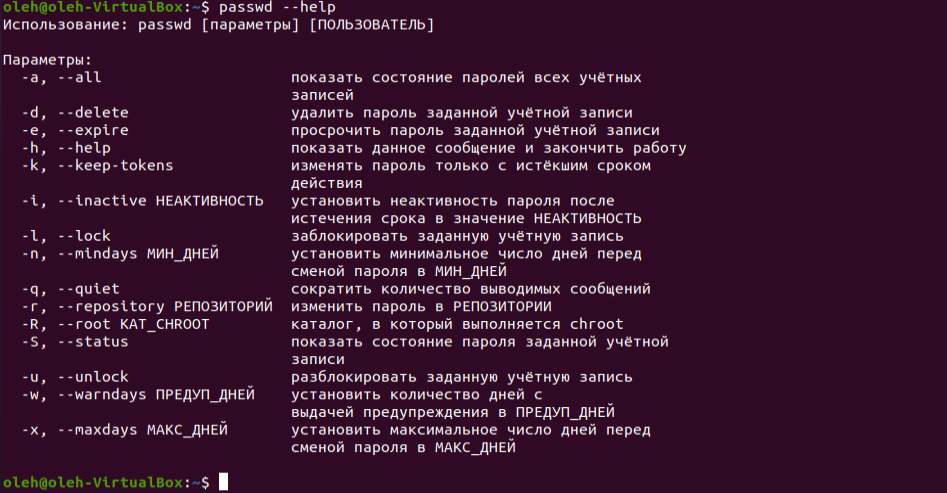 oleh@oleh-VirtualBox:~$ passwd --help
Использование: passwd [параметры] [ПОЛЬЗОВАТЕЛЬ]
Параметры:
-a, --all показать состояние паролей всех учётных
записей
-d, --delete удалить пароль заданной учётной записи
-e, --expire просрочить пароль заданной учётной записи
-h, --help показать данное сообщение и закончить работу
-k, --keep-tokens изменять пароль только с истёкшим сроком
действия
-i, --inactive НЕАКТИВНОСТЬ установить неактивность пароля после
истечения срока в значение НЕАКТИВНОСТЬ
-l, --lock заблокировать заданную учётную запись
-n, --mindays МИН_ДНЕЙ установить минимальное число дней перед
сменой пароля в МИН_ДНЕЙ
-q, --quiet сократить количество выводимых сообщений
-r, --repository РЕПОЗИТОРИЙ изменить пароль в РЕПОЗИТОРИИ
-R, --root КАТ_CHROOT каталог, в который выполняется chroot
-S, --status показать состояние пароля заданной учётной
записи
-u, --unlock разблокировать заданную учётную запись
-w, --warndays ПРЕДУП_ДНЕЙ установить количество дней с
выдачей предупреждения в ПРЕДУП_ДНЕЙ
-x, --maxdays МАКС_ДНЕЙ установить максимальное число дней перед
сменой пароля в МАКС_ДНЕЙ
oleh@oleh-VirtualBox:~$